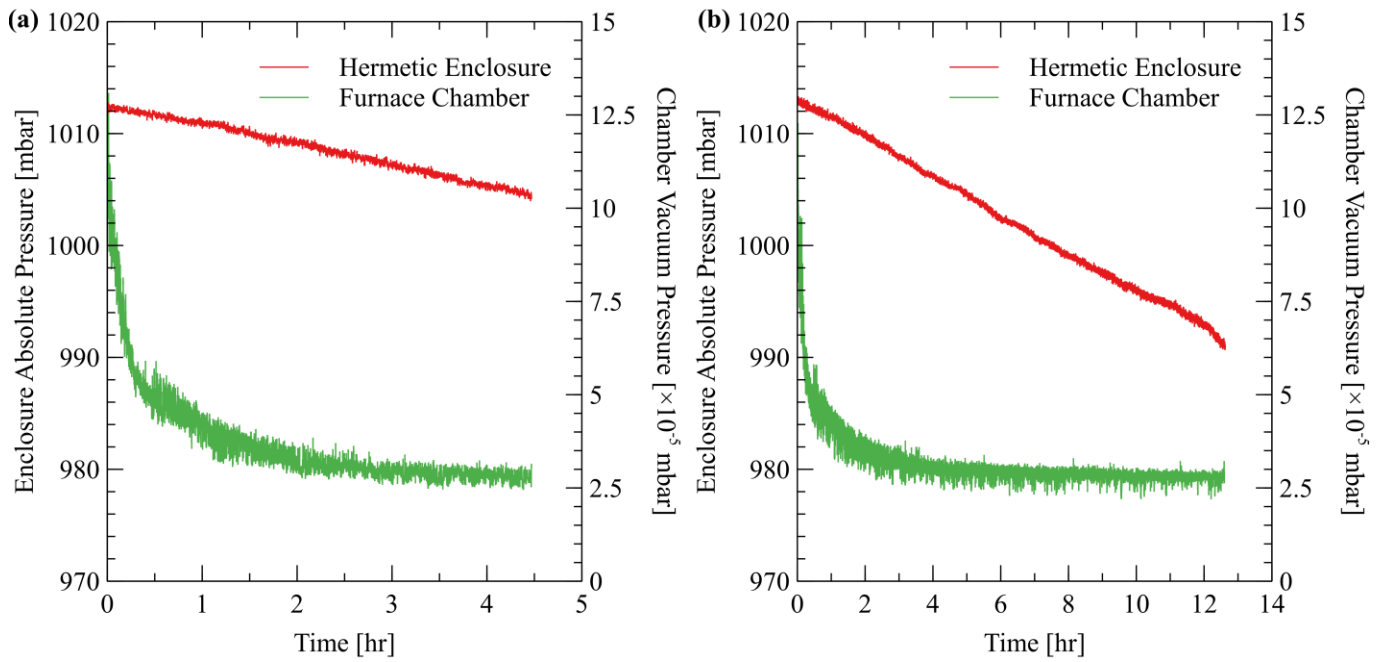 (a)
1020
1010
1000
990
980
970
Enclosure Absolute Pressure [mbar]
Hermetic Enclosure
Furnace Chamber
15
12.5
10
7.5
5
2.5
0
Chamber Vacuum Pressure [×10⁻⁵ mbar]
0 1 2 3 4 5
Time [hr]
(b)
1020
1010
1000
990
980
970
Enclosure Absolute Pressure [mbar]
Hermetic Enclosure
Furnace Chamber
15
12.5
10
7.5
5
2.5
0
Chamber Vacuum Pressure [×10⁻⁵ mbar]
0 2 4 6 8 10 12 14
Time [hr]